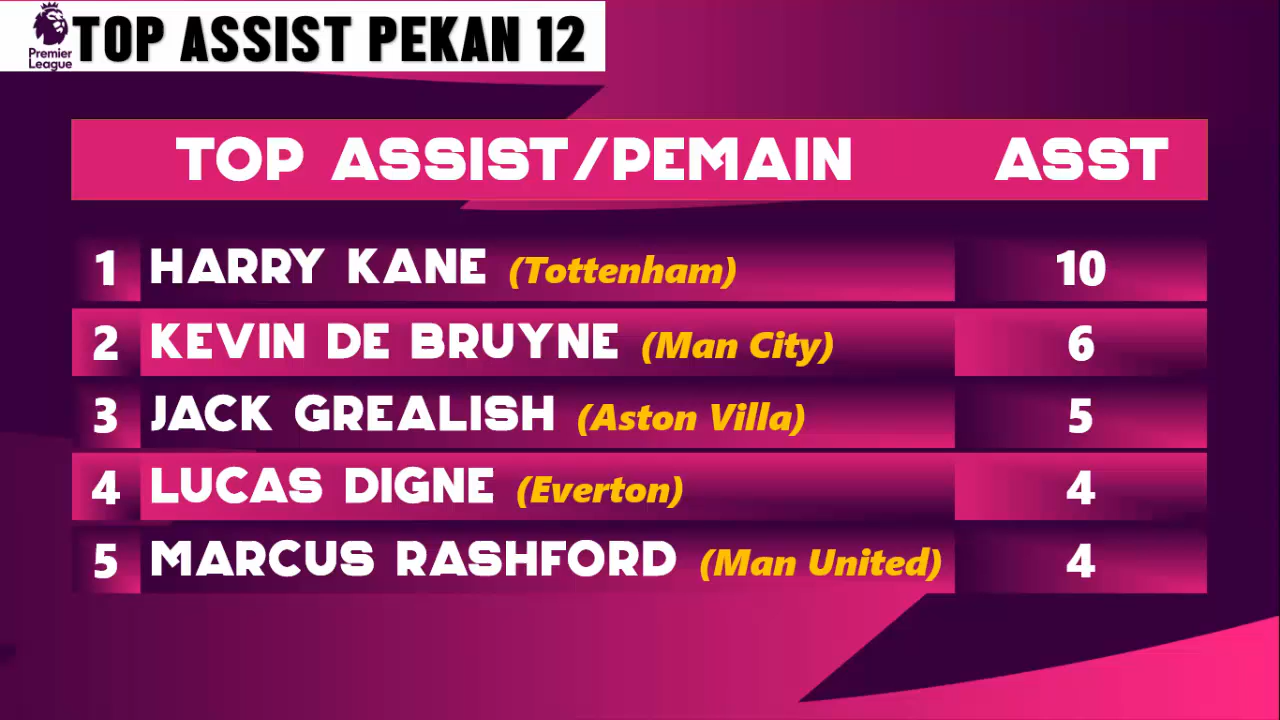 Premier League
TOP ASSIST PEKAN 12
TOP ASSIST/PEMAIN ASST
1 HARRY KANE (Tottenham) 10
2 KEVIN DE BRUYNE (Man City) 6
3 JACK GREALISH (Aston Villa) 5
4 LUCAS DIGNE (Everton) 4
5 MARCUS RASHFORD (Man United) 4